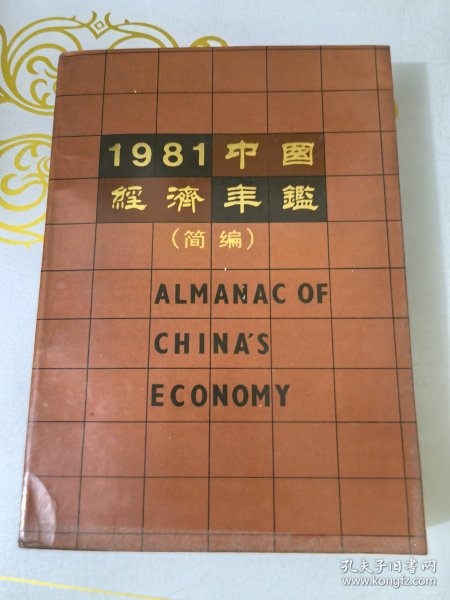 1981中國
經濟年鑑
（简编）
ALMANAC OF
CHINA'S
ECONOMY
孔夫子旧书网
www.kongfz.com